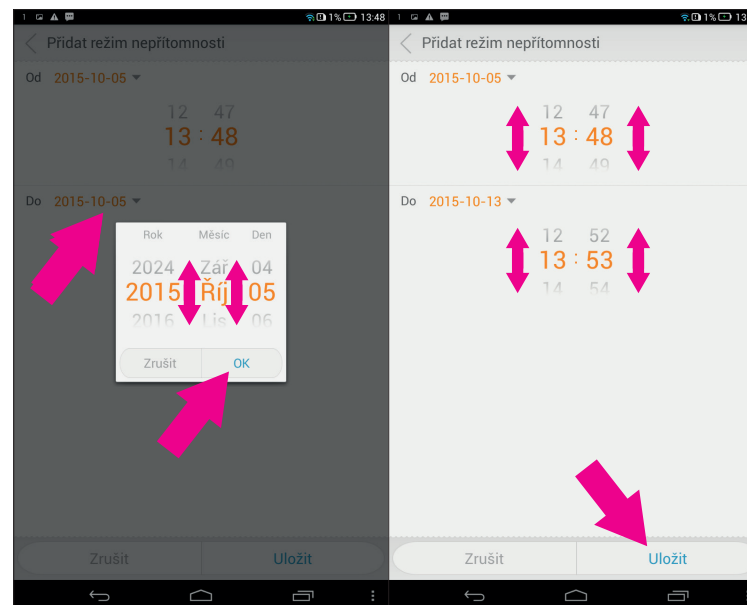 1 1% 13:48
Přidat režim nepřítomnosti
Od 2015-10-05
12 47
13 : 48
14 49
Do 2015-10-05
Rok Měsíc Den
2024 Zář 04
2015 Říj 05
2016 Lis 06
Zrušit OK
Zrušit Uložit
1 1% 13
Přidat režim nepřítomnosti
Od 2015-10-05
12 47
13 : 48
14 49
Do 2015-10-13
12 52
13 : 53
14 54
Zrušit Uložit